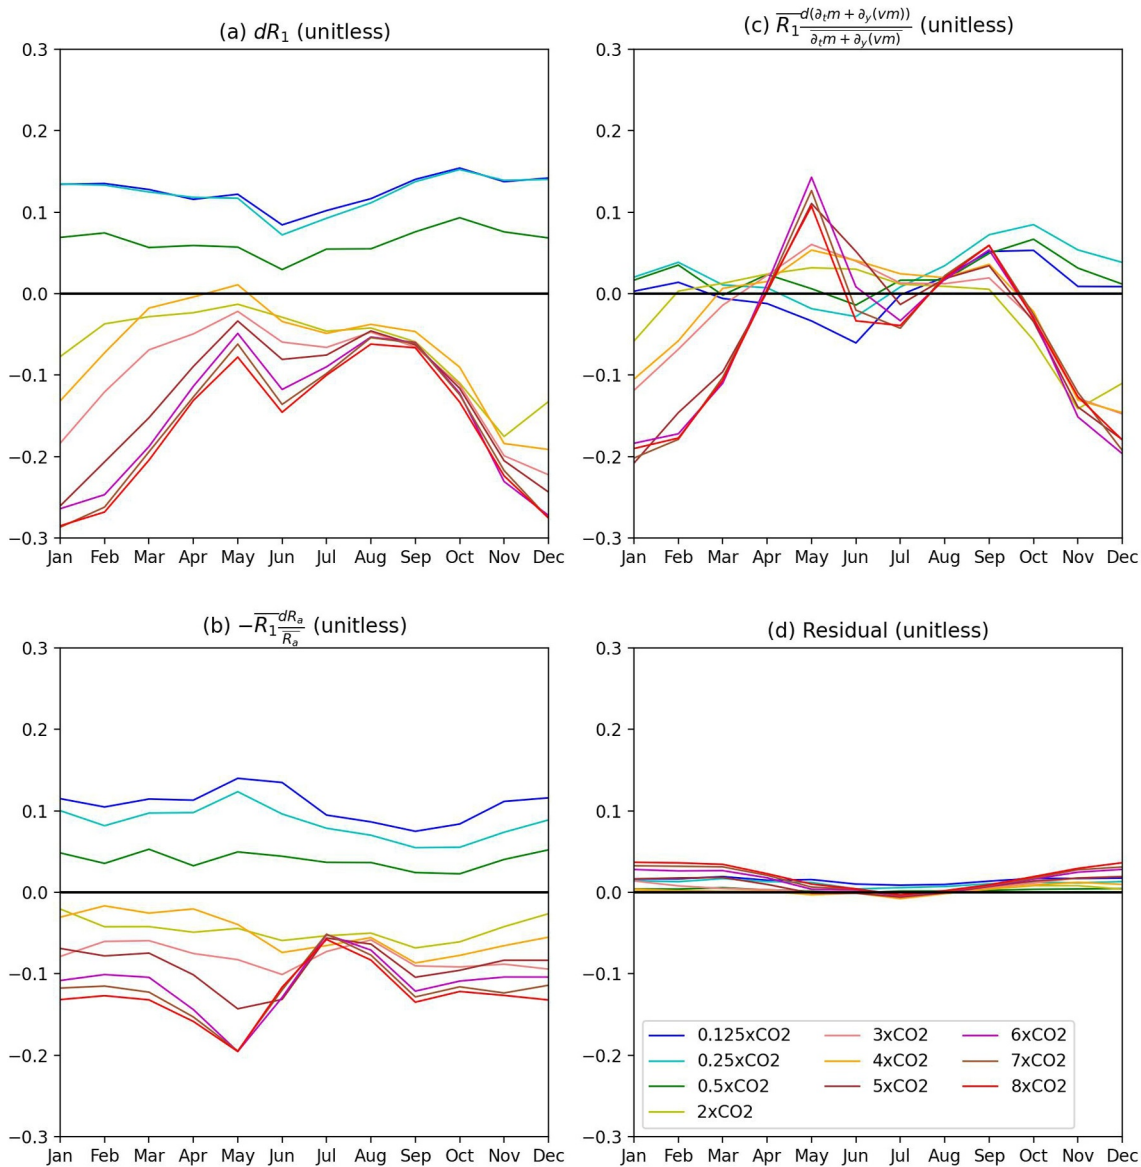 (a) dR₁ (unitless)
0.3
0.2
0.1
0.0
−0.1
−0.2
−0.3
Jan Feb Mar Apr May Jun Jul Aug Sep Oct Nov Dec
(c) R̅₁ d(∂ₜm + ∂ᵧ(vm)) / ∂ₜm + ∂ᵧ(vm) (unitless)
0.3
0.2
0.1
0.0
−0.1
−0.2
−0.3
Jan Feb Mar Apr May Jun Jul Aug Sep Oct Nov Dec
(b) −R̅₁ dRₐ / R̅ₐ (unitless)
0.3
0.2
0.1
0.0
−0.1
−0.2
−0.3
Jan Feb Mar Apr May Jun Jul Aug Sep Oct Nov Dec
(d) Residual (unitless)
0.3
0.2
0.1
0.0
−0.1
−0.2
−0.3
0.125xCO2 3xCO2 6xCO2
0.25xCO2 4xCO2 7xCO2
0.5xCO2 5xCO2 8xCO2
2xCO2
Jan Feb Mar Apr May Jun Jul Aug Sep Oct Nov Dec